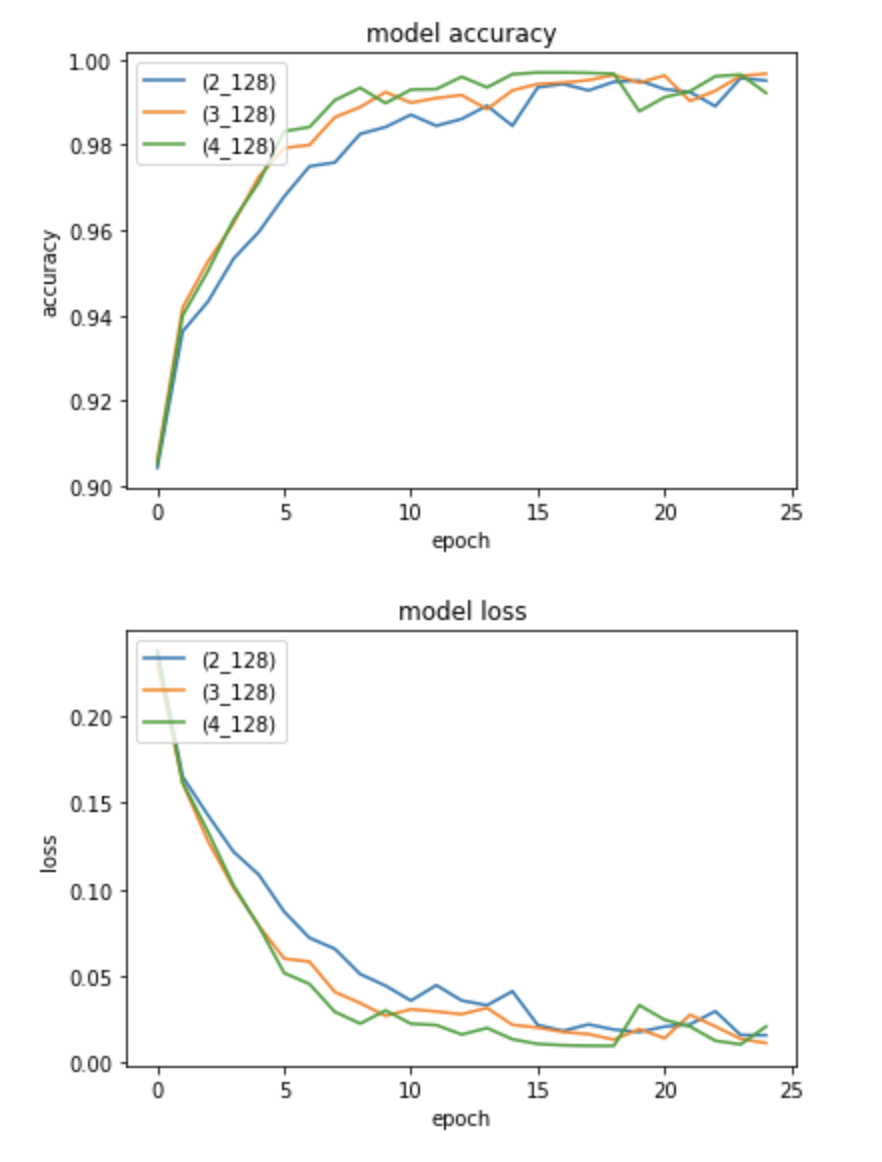 model accuracy
1.00
0.98
0.96
0.94
0.92
0.90
accuracy
(2_128)
(3_128)
(4_128)
0 5 10 15 20 25
epoch
model loss
0.20
0.15
0.10
0.05
0.00
loss
(2_128)
(3_128)
(4_128)
0 5 10 15 20 25
epoch